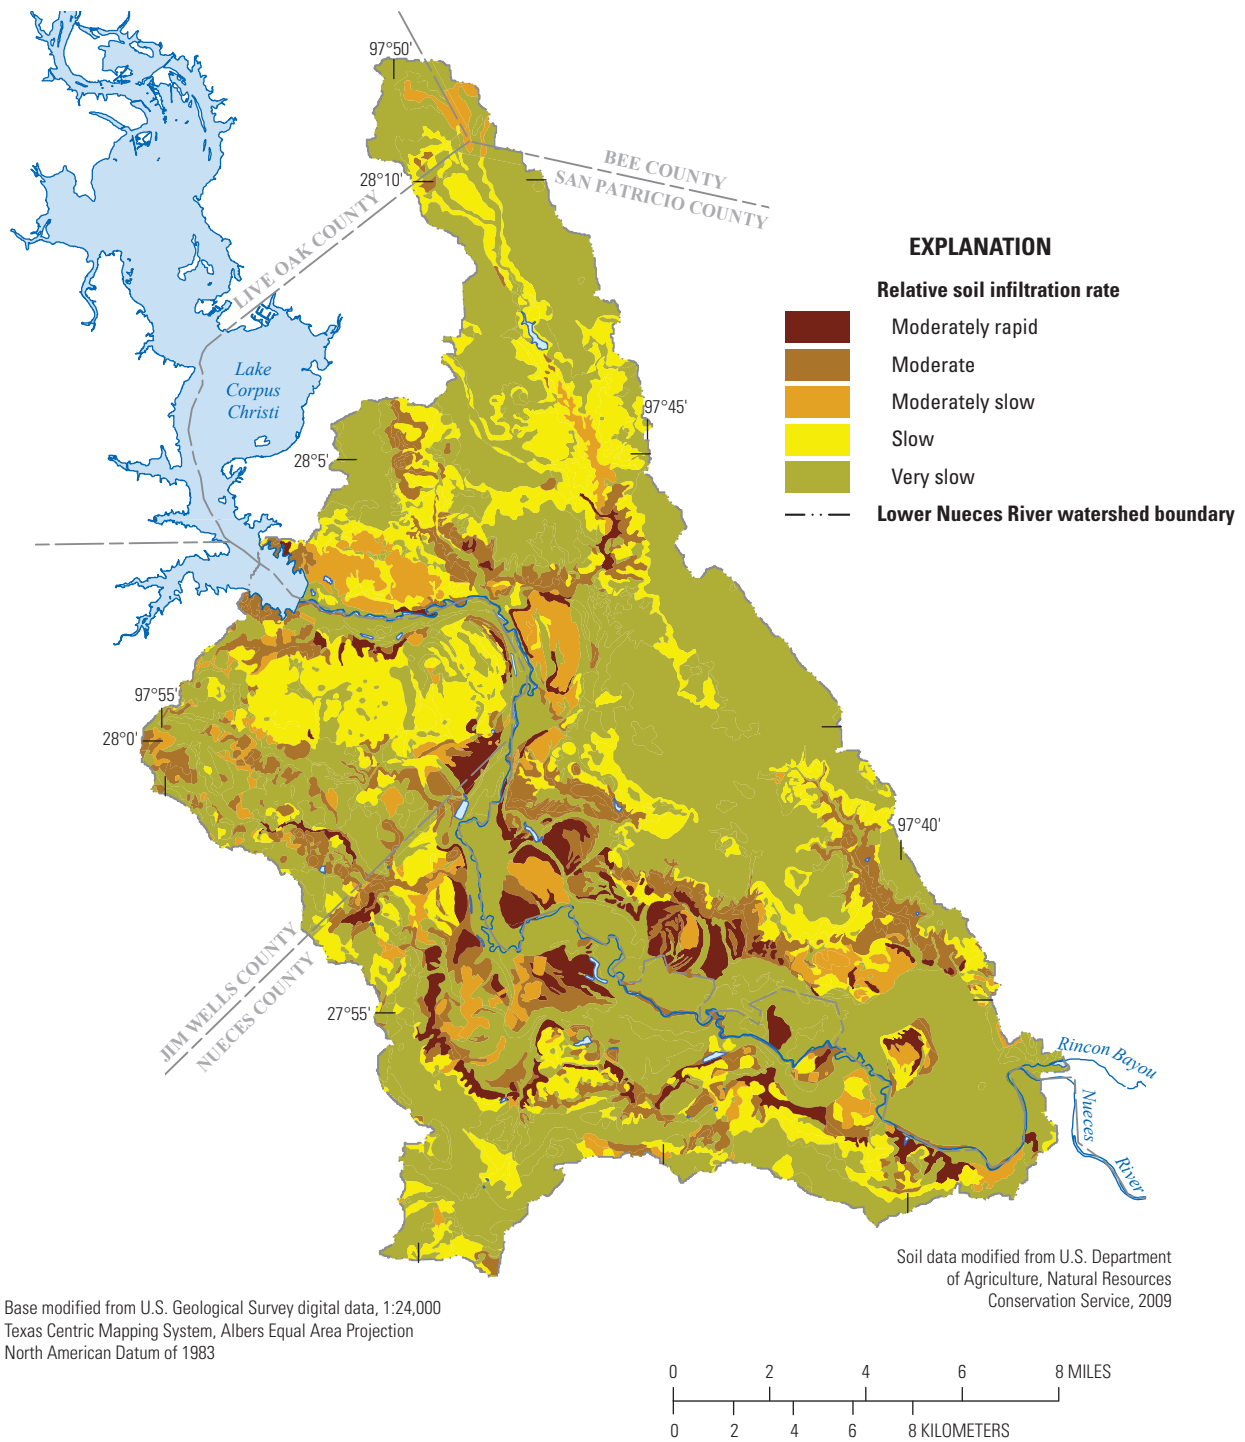 97°50'
BEE COUNTY
SAN PATRICIO COUNTY
28°10'
LIVE OAK COUNTY
EXPLANATION
Relative soil infiltration rate
Moderately rapid
Moderate
Moderately slow
Slow
Very slow
Lower Nueces River watershed boundary
Lake
Corpus
Christi
97°45'
28°5'
97°55'
28°0'
97°40'
JIM WELLS COUNTY
NUECES COUNTY
27°55'
Rincon Bayou
Nueces
River
Soil data modified from U.S. Department
of Agriculture, Natural Resources
Conservation Service, 2009
Base modified from U.S. Geological Survey digital data, 1:24,000
Texas Centric Mapping System, Albers Equal Area Projection
North American Datum of 1983
0 2 4 6 8 MILES
0 2 4 6 8 KILOMETERS